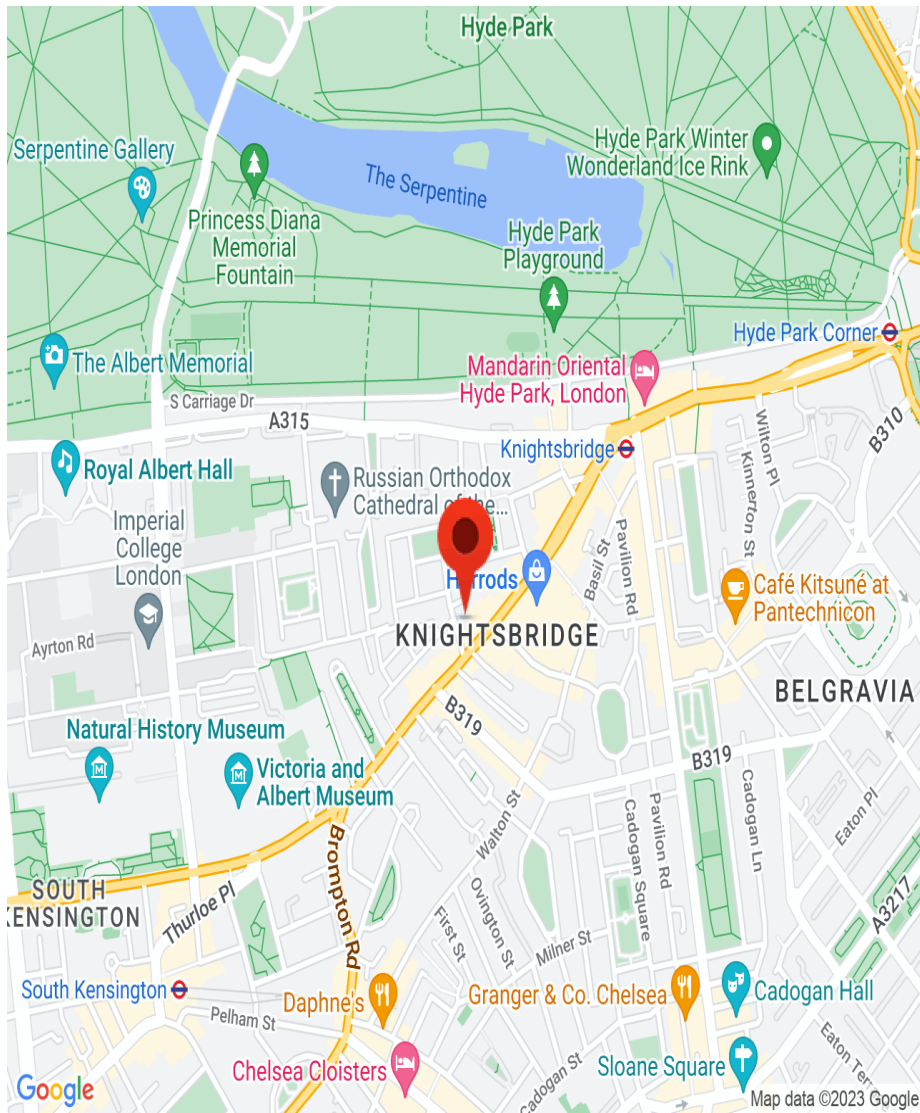 Hyde Park
Serpentine Gallery
Hyde Park Winter
Wonderland Ice Rink
The Serpentine
Princess Diana
Memorial
Fountain
Hyde Park
Playground
Hyde Park Corner
The Albert Memorial
Mandarin Oriental
Hyde Park, London
S Carriage Dr
A315
B310
Wilton Pl
Knightsbridge
Royal Albert Hall
Russian Orthodox
Cathedral of the...
Kinnerton St
Imperial
College
London
Pavilion Rd
Basil St
Harrods
Café Kitsuné at
Pantechnicon
Ayrton Rd
KNIGHTSBRIDGE
BELGRAVIA
B319
Natural History Museum
Victoria and
Albert Museum
B319
Walton St
Cadogan Square
Pavilion Rd
Cadogan Ln
Eaton Pl
Brompton Rd
SOUTH
KENSINGTON
Thurloe Pl
A3217
First St
Ovington St
Milner St
South Kensington
Daphne's
Granger & Co. Chelsea
Cadogan Hall
Pelham St
Chelsea Cloisters
Cadogan St
Sloane Square
Eaton Terr
Google
Map data ©2023 Google